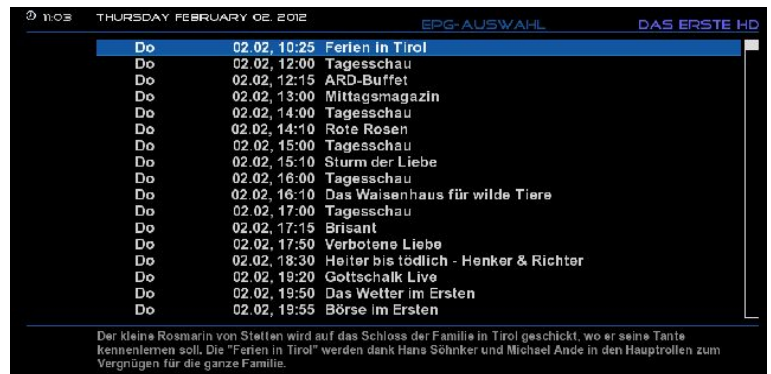 11:03 THURSDAY FEBRUARY 02. 2012 EPG-AUSWAHL DAS ERSTE HD
Do 02.02, 10:25 Ferien in Tirol
Do 02.02, 12:00 Tagesschau
Do 02.02, 12:15 ARD-Buffet
Do 02.02, 13:00 Mittagsmagazin
Do 02.02, 14:00 Tagesschau
Do 02.02, 14:10 Rote Rosen
Do 02.02, 15:00 Tagesschau
Do 02.02, 15:10 Sturm der Liebe
Do 02.02, 16:00 Tagesschau
Do 02.02, 16:10 Das Waisenhaus für wilde Tiere
Do 02.02, 17:00 Tagesschau
Do 02.02, 17:15 Brisant
Do 02.02, 17:50 Verbotene Liebe
Do 02.02, 18:30 Heiter bis tödlich - Henker & Richter
Do 02.02, 19:20 Gottschalk Live
Do 02.02, 19:50 Das Wetter im Ersten
Do 02.02, 19:55 Börse im Ersten
Der kleine Rosmarin von Stetten wird auf das Schloss der Familie in Tirol geschickt, wo er seine Tante
kennenlernen soll. Die "Ferien in Tirol" werden dank Hans Söhnker und Michael Ande in den Hauptrollen zum
Vergnügen für die ganze Familie.